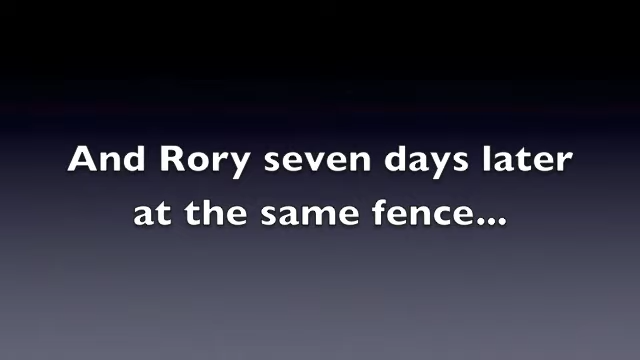 And Rory seven days later
at the same fence...